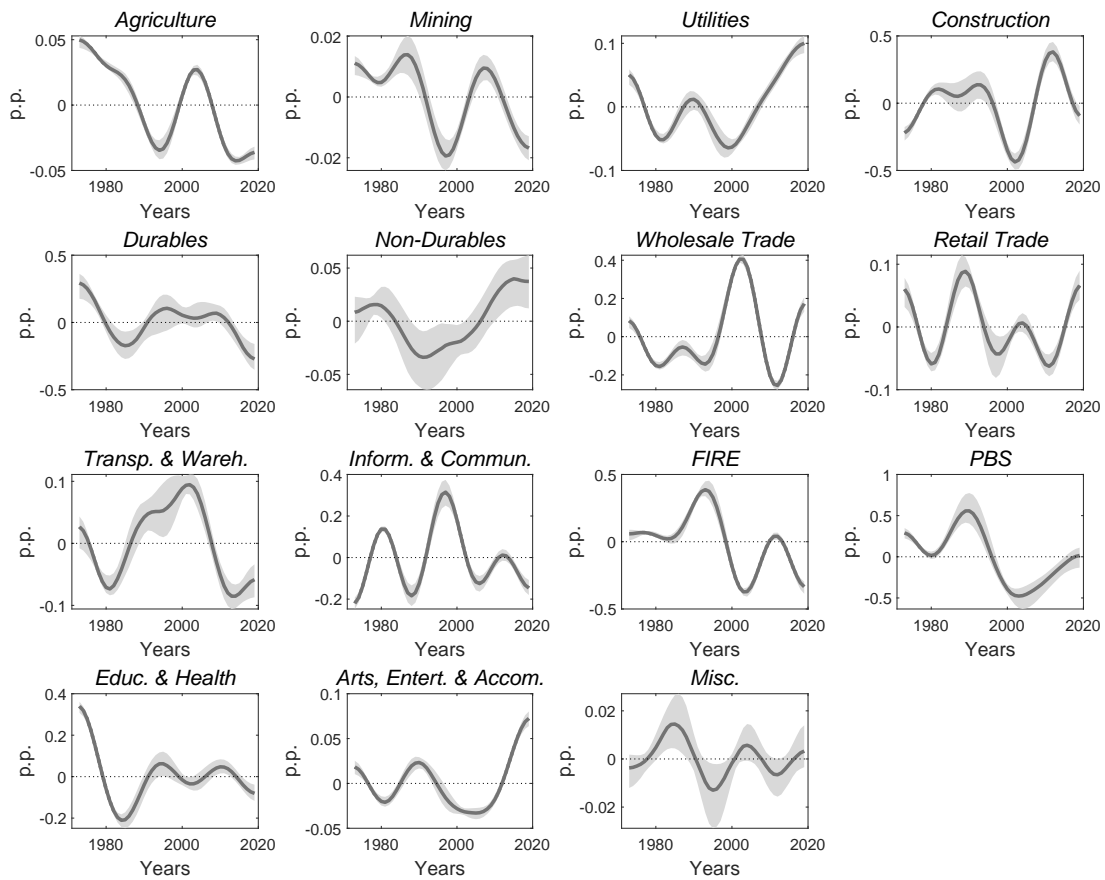 Agriculture
0.05
0
-0.05
p.p.
1980 2000 2020
Years
Mining
0.02
0
-0.02
p.p.
1980 2000 2020
Years
Utilities
0.1
0
-0.1
p.p.
1980 2000 2020
Years
Construction
0.5
0
-0.5
p.p.
1980 2000 2020
Years
Durables
0.5
0
-0.5
p.p.
1980 2000 2020
Years
Non-Durables
0.05
0
-0.05
p.p.
1980 2000 2020
Years
Wholesale Trade
0.4
0.2
0
-0.2
p.p.
1980 2000 2020
Years
Retail Trade
0.1
0
-0.1
p.p.
1980 2000 2020
Years
Transp. & Wareh.
0.1
0
-0.1
p.p.
1980 2000 2020
Years
Inform. & Commun.
0.4
0.2
0
-0.2
p.p.
1980 2000 2020
Years
FIRE
0.5
0
-0.5
p.p.
1980 2000 2020
Years
PBS
1
0.5
0
-0.5
p.p.
1980 2000 2020
Years
Educ. & Health
0.4
0.2
0
-0.2
p.p.
1980 2000 2020
Years
Arts, Entert. & Accom.
0.1
0.05
0
-0.05
p.p.
1980 2000 2020
Years
Misc.
0.02
0
-0.02
p.p.
1980 2000 2020
Years